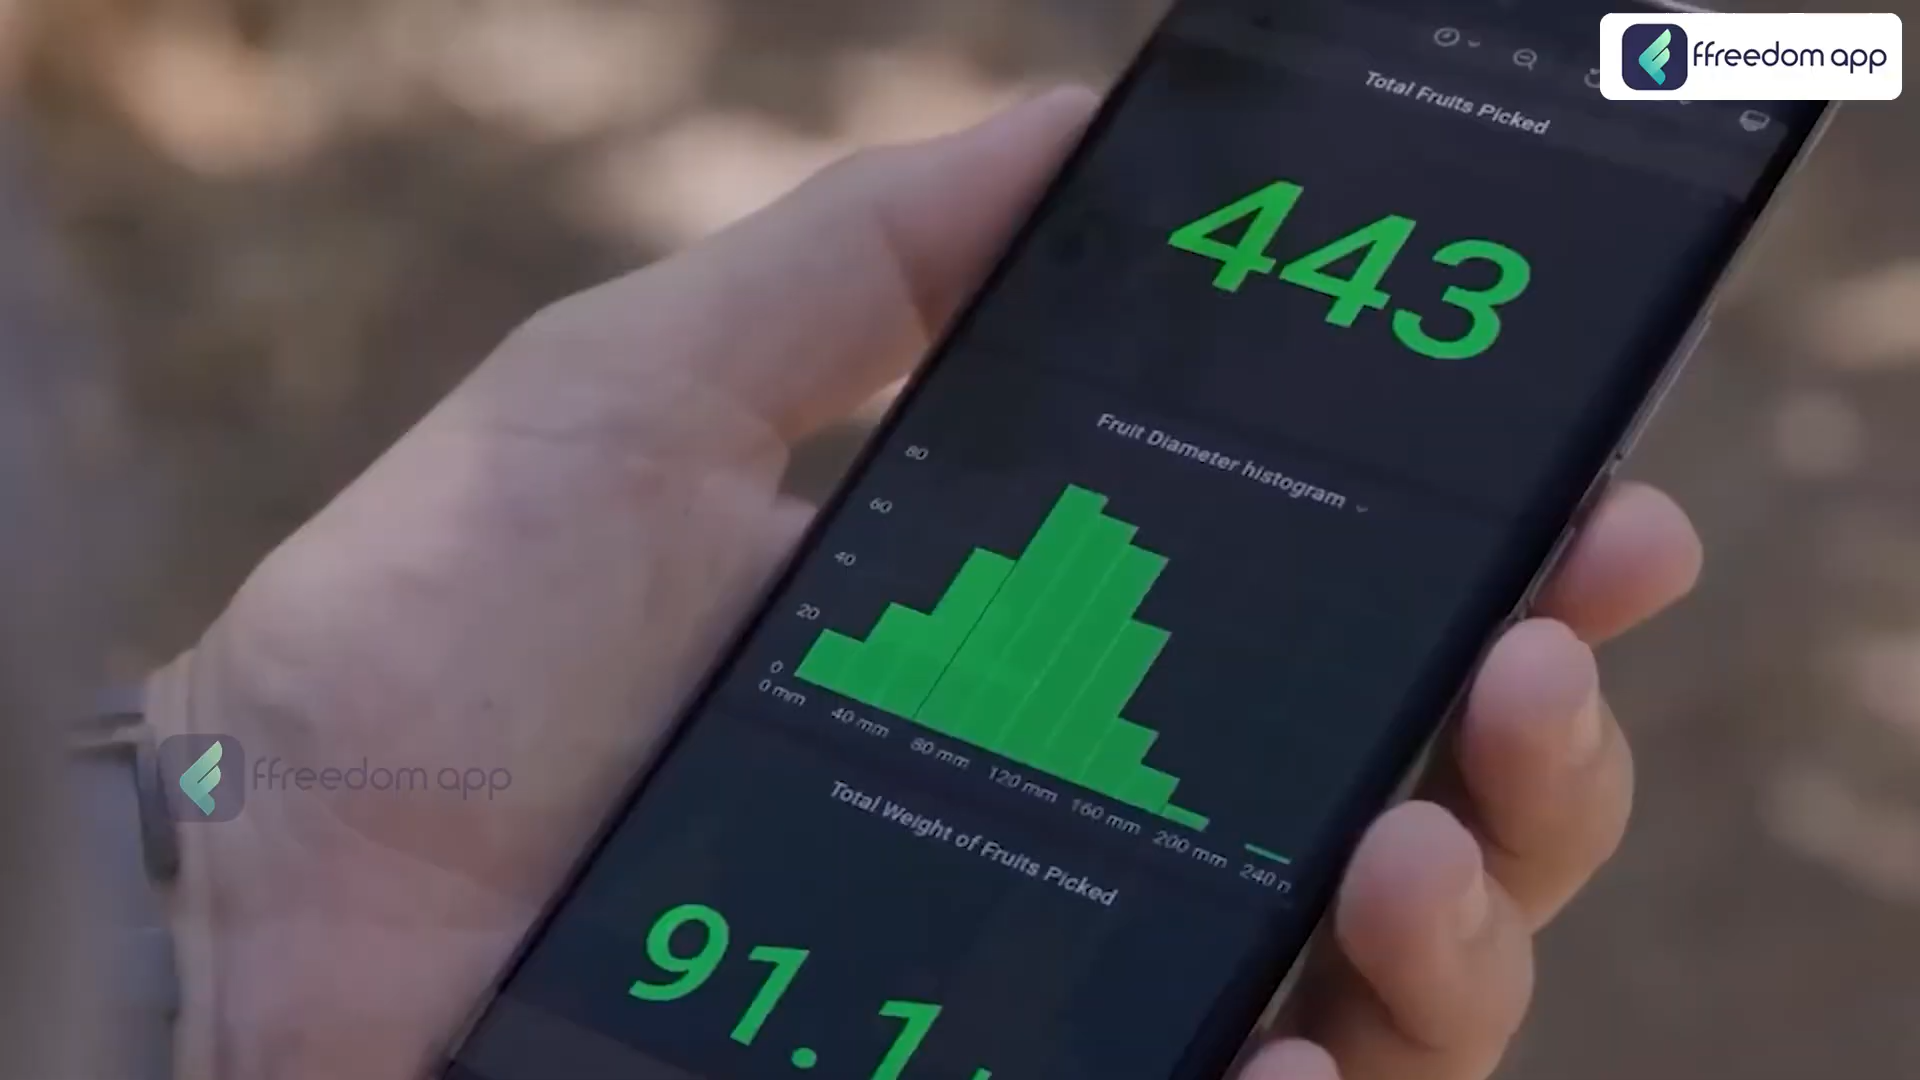 ffreedom app
Total Fruits Picked
443
Fruit Diameter histogram
80
60
40
20
0
0 mm
40 mm
80 mm
120 mm
160 mm
200 mm
240
Total Weight of Fruits Picked
91.1
ffreedom app